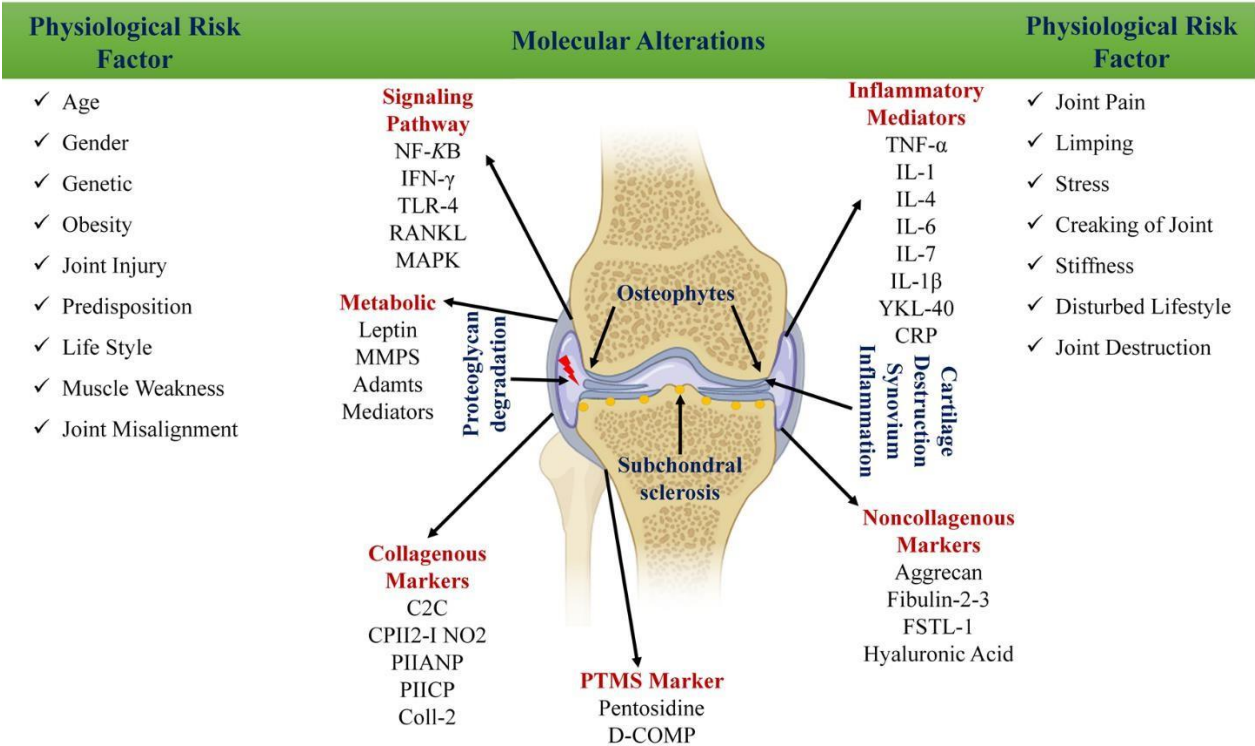 Physiological Risk
Factor
Molecular Alterations
Physiological Risk
Factor
✓ Age
✓ Gender
✓ Genetic
✓ Obesity
✓ Joint Injury
✓ Predisposition
✓ Life Style
✓ Muscle Weakness
✓ Joint Misalignment
Signaling
Pathway
NF-KB
IFN-γ
TLR-4
RANKL
MAPK
Metabolic
Leptin
MMPS
Adamts
Mediators
Proteoglycan
degradation
Osteophytes
Subchondral
sclerosis
Collagenous
Markers
C2C
CPII2-I NO2
PIIANP
PIICP
Coll-2
PTMS Marker
Pentosidine
D-COMP
Inflammatory
Mediators
TNF-α
IL-1
IL-4
IL-6
IL-7
IL-1β
YKL-40
CRP
Cartilage
Destruction
Synovium
Inflammation
Noncollagenous
Markers
Aggrecan
Fibulin-2-3
FSTL-1
Hyaluronic Acid
✓ Joint Pain
✓ Limping
✓ Stress
✓ Creaking of Joint
✓ Stiffness
✓ Disturbed Lifestyle
✓ Joint Destruction